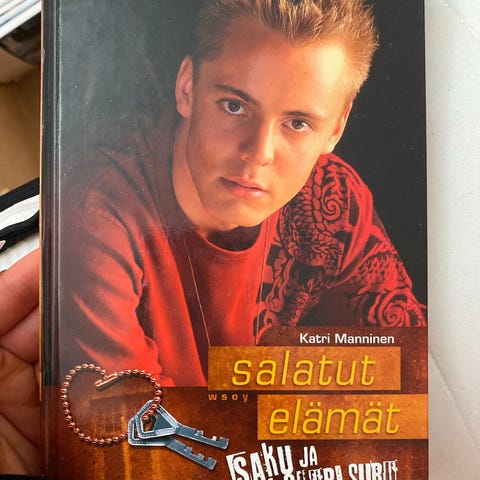 Katri Manninen
salatut
wsoy
elämät
SAKU JA